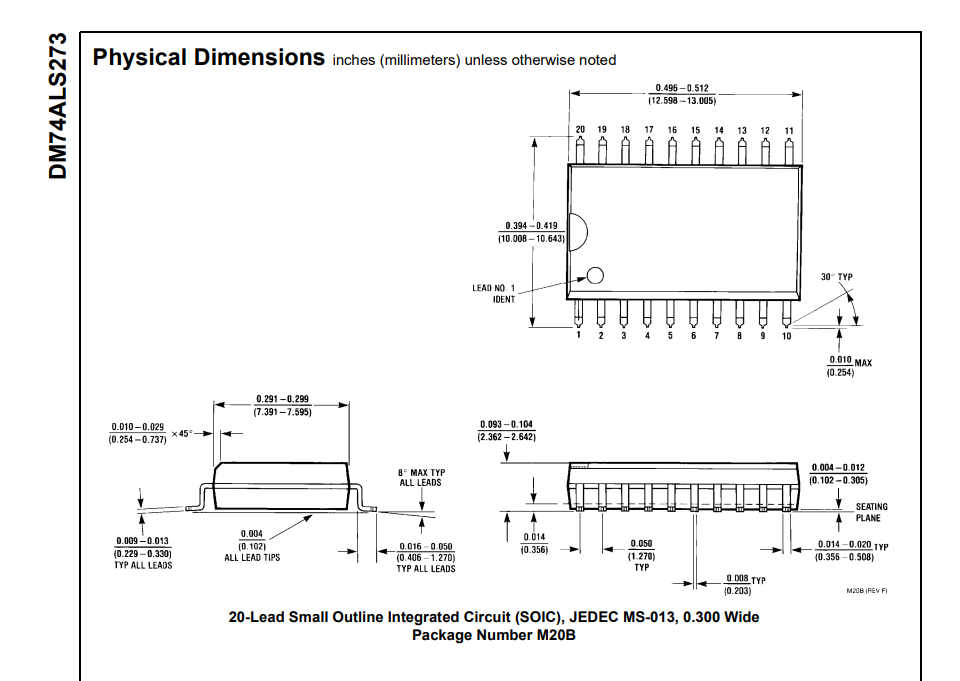 DM74ALS273
Physical Dimensions inches (millimeters) unless otherwise noted
0.496 – 0.512
(12.598 – 13.005)
20 19 18 17 16 15 14 13 12 11
0.394 – 0.419
(10.008 – 10.643)
LEAD NO. 1
IDENT
30° TYP
1 2 3 4 5 6 7 8 9 10
0.010 MAX
(0.254)
0.291 – 0.299
(7.391 – 7.595)
0.010 – 0.029
(0.254 – 0.737)
× 45°
8° MAX TYP
ALL LEADS
0.009 – 0.013
(0.229 – 0.330)
TYP ALL LEADS
0.004
(0.102)
ALL LEAD TIPS
0.016 – 0.050
(0.406 – 1.270)
TYP ALL LEADS
0.093 – 0.104
(2.362 – 2.642)
0.004 – 0.012
(0.102 – 0.305)
SEATING
PLANE
0.014
(0.356)
0.050
(1.270)
TYP
0.014 – 0.020 TYP
(0.356 – 0.508)
0.008 TYP
(0.203)
M20B (REV F)
20-Lead Small Outline Integrated Circuit (SOIC), JEDEC MS-013, 0.300 Wide
Package Number M20B